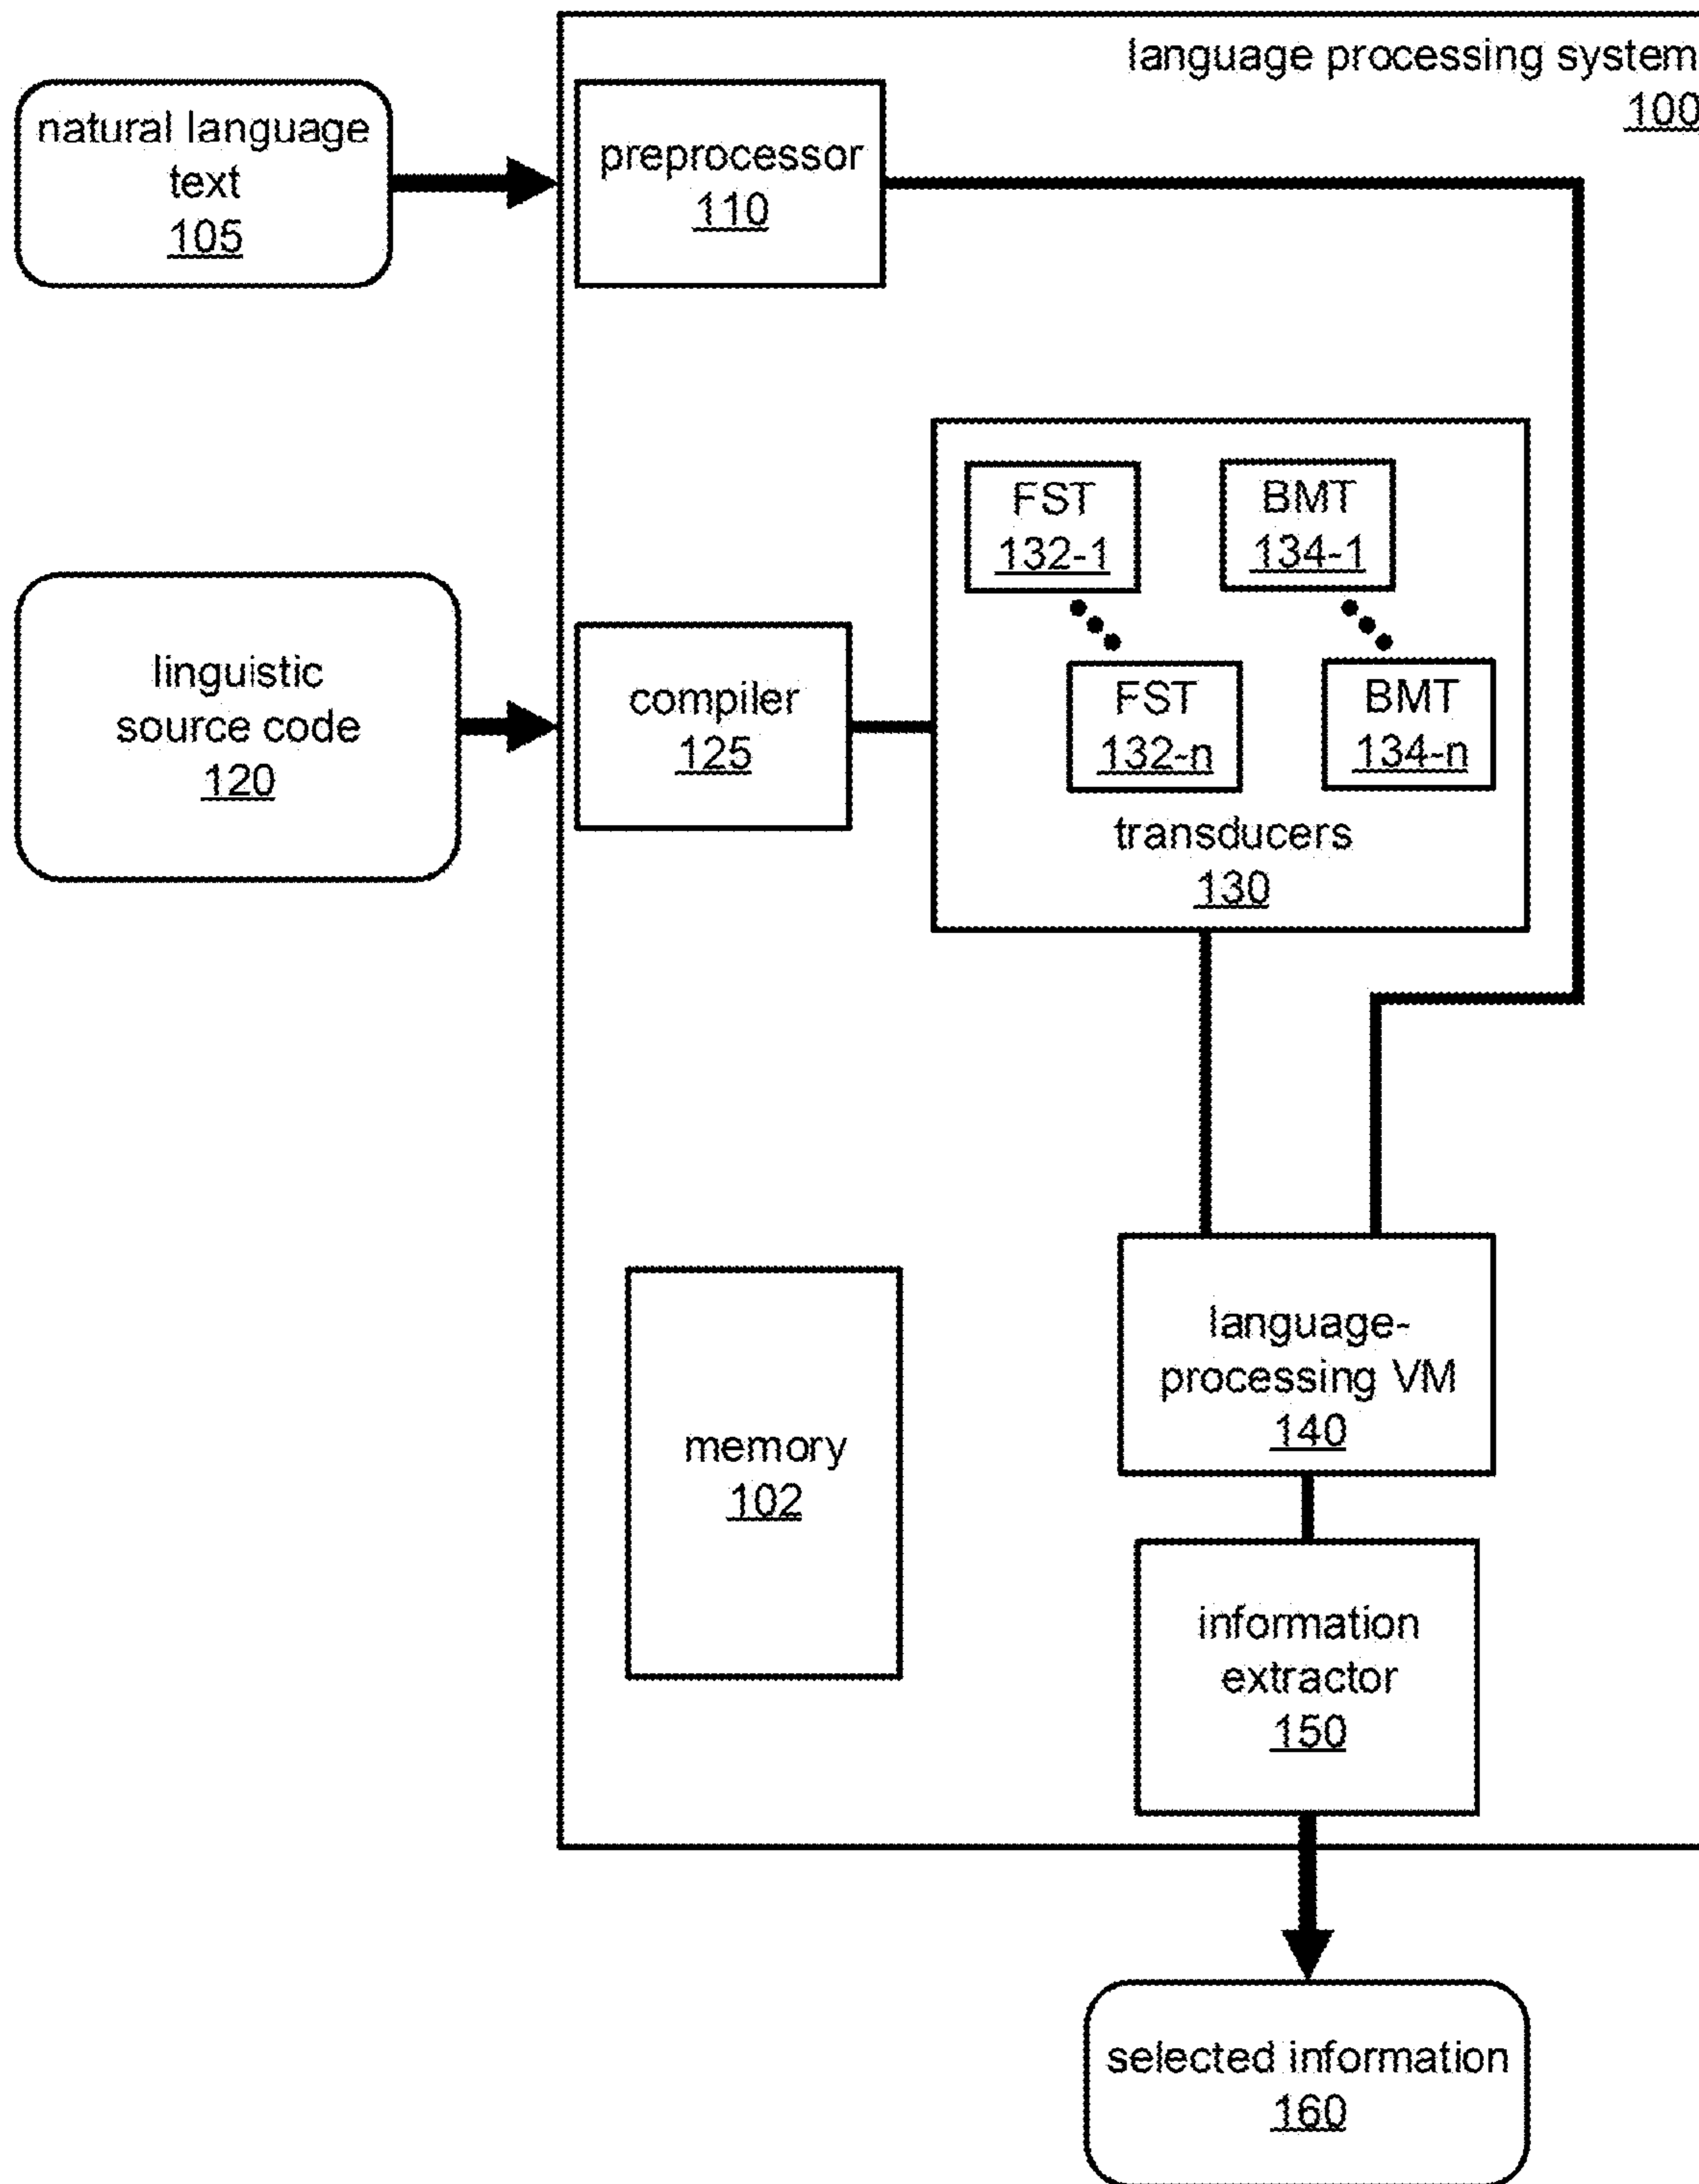 language processing system
100
natural language
text
105
preprocessor
110
FST
132-1
BMT
134-1
FST
132-n
BMT
134-n
transducers
130
linguistic
source code
120
compiler
125
language-
processing VM
140
memory
102
information
extractor
150
selected information
160